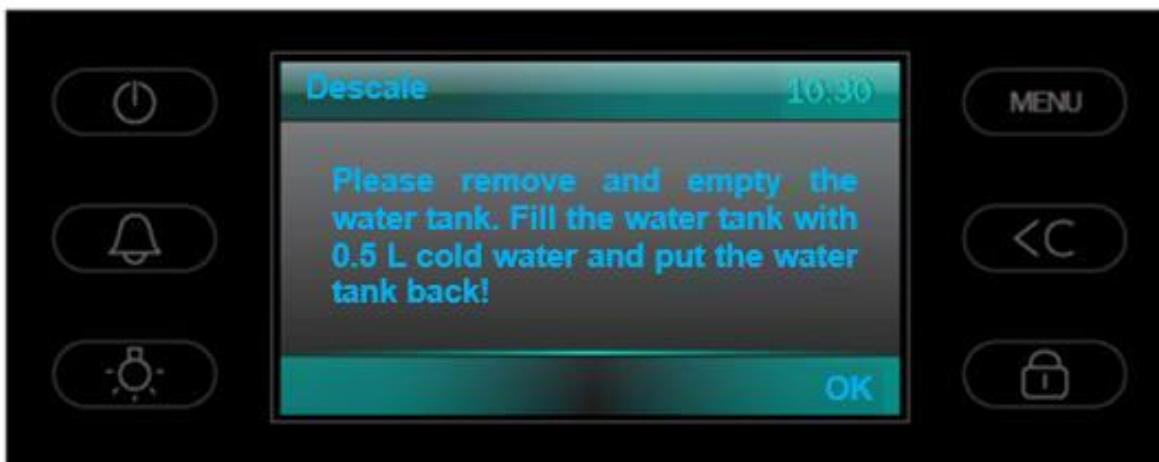 Descale 10:30
MENU
Please remove and empty the
water tank. Fill the water tank with
0.5 L cold water and put the water
tank back!
<C
OK